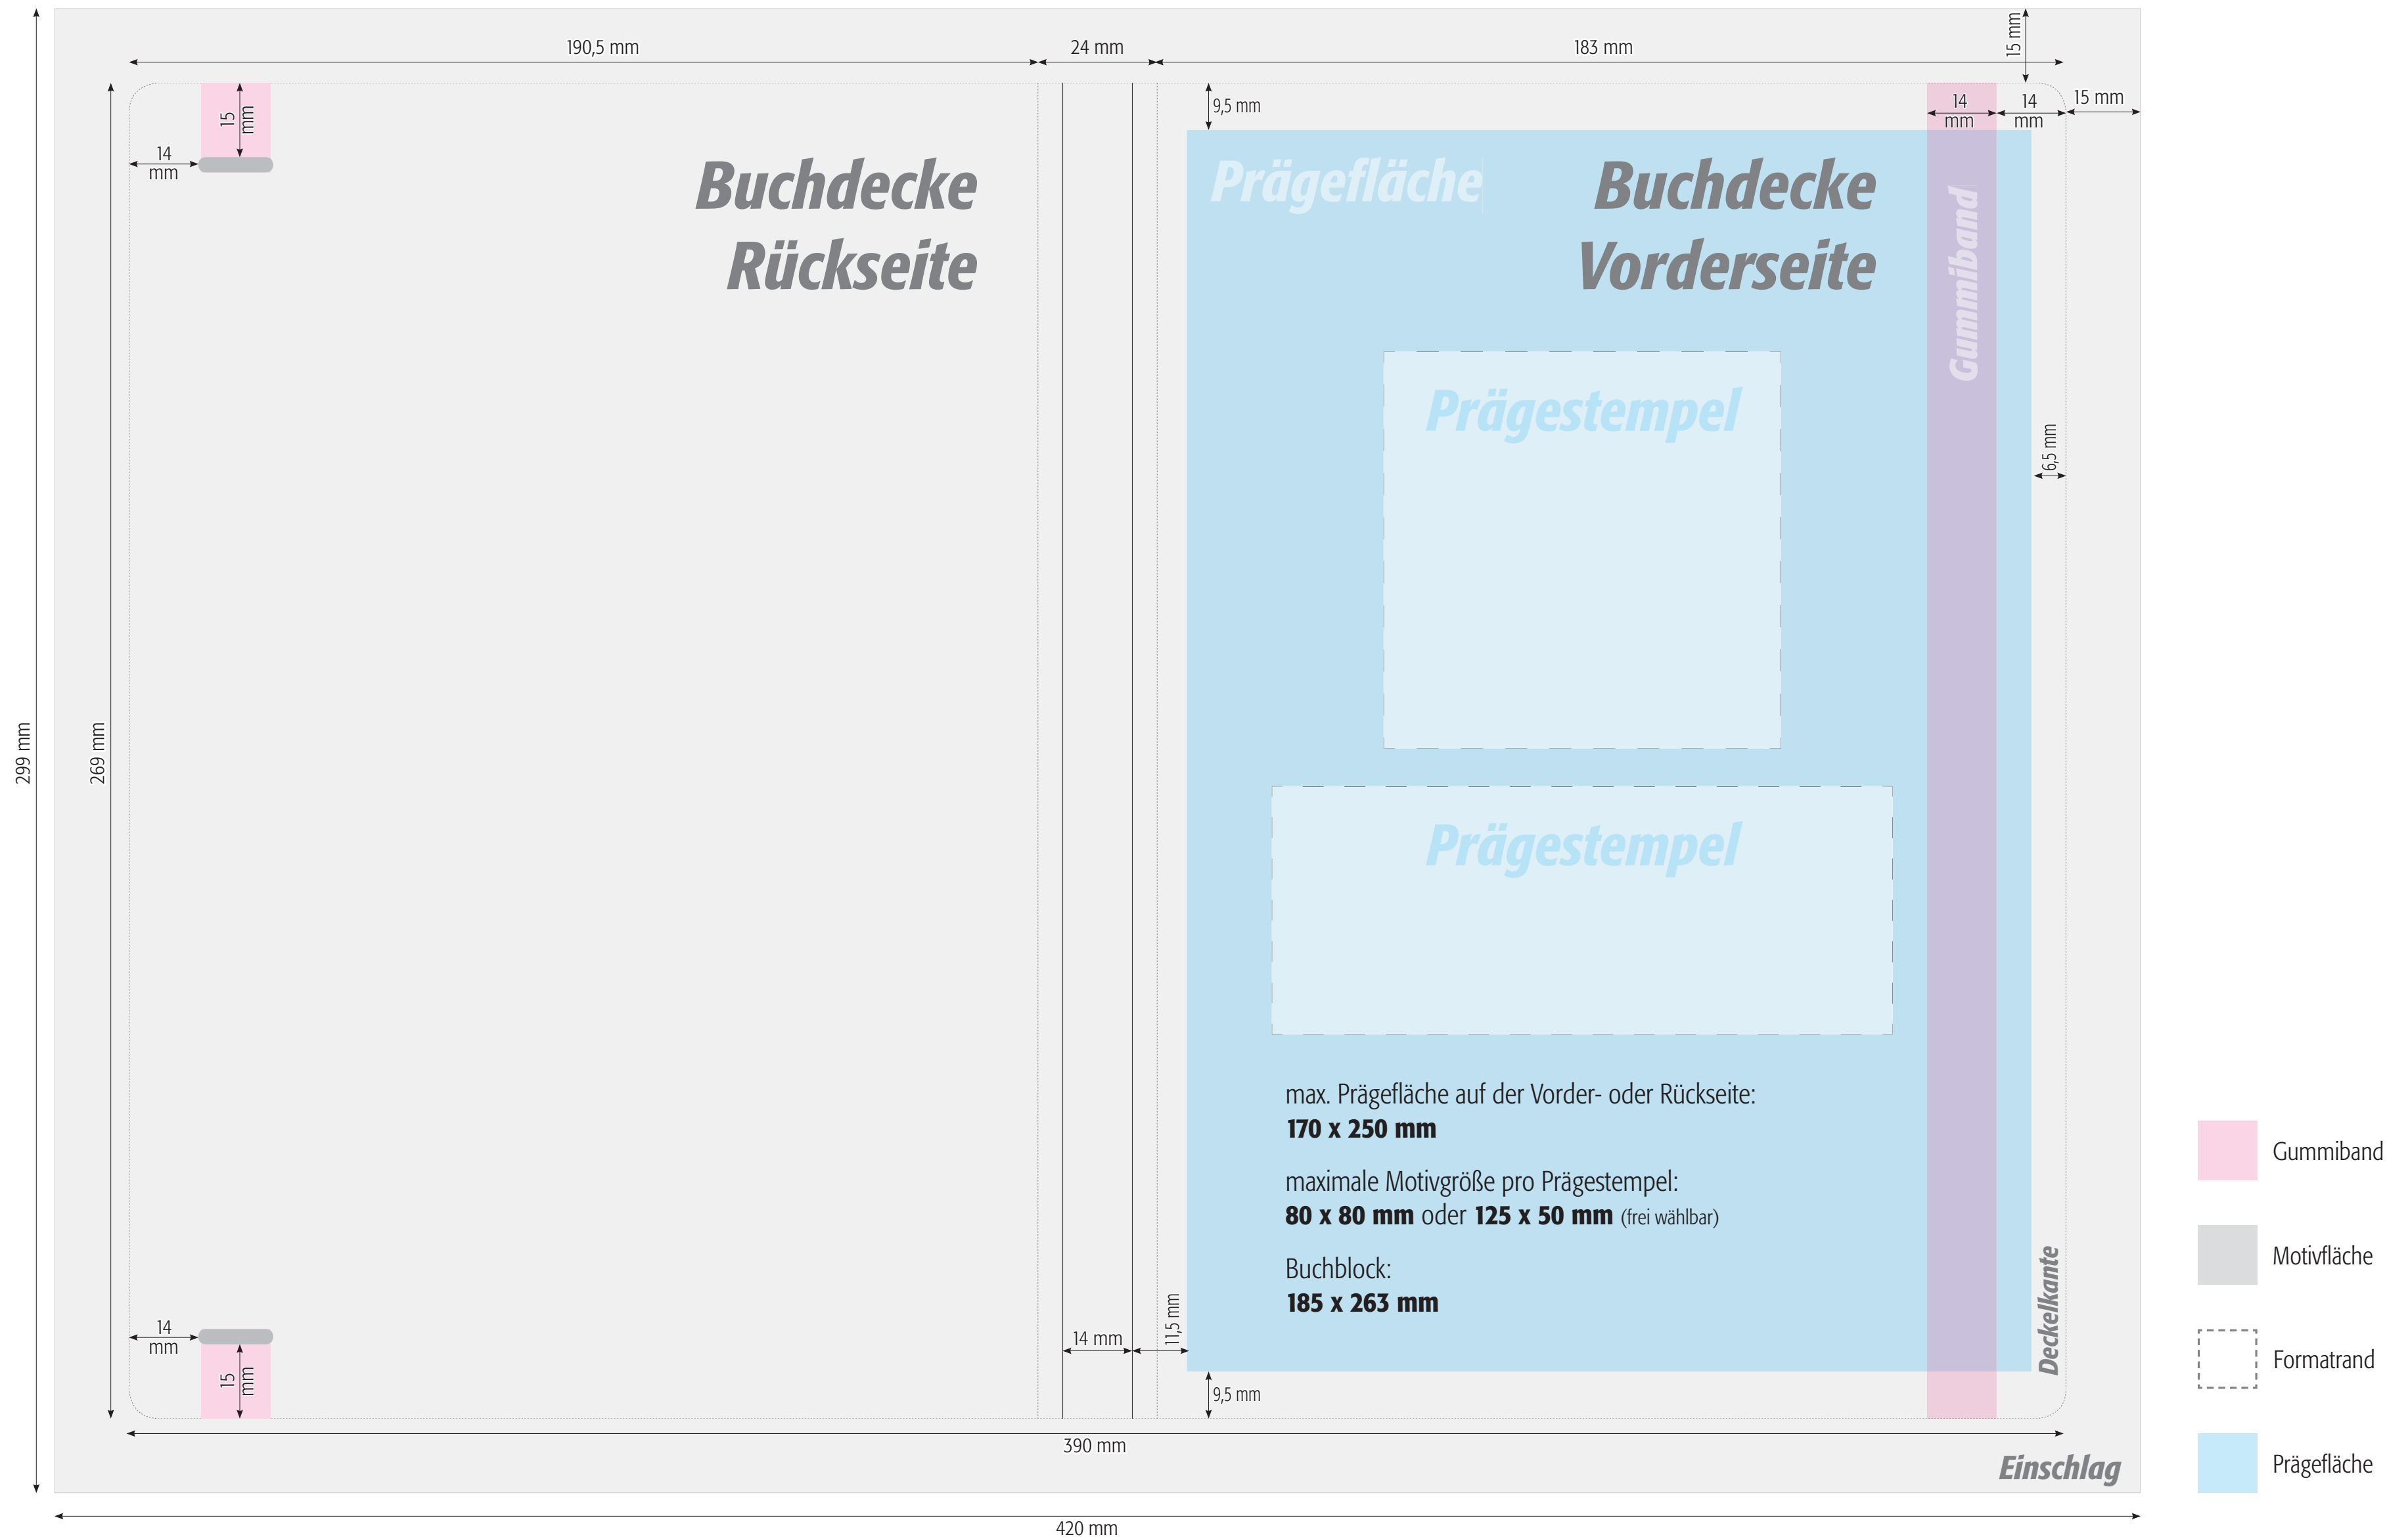 190,5 mm
24 mm
183 mm
15 mm
15
mm
14
mm
9,5 mm
14
mm
14
mm
15 mm
Buchdecke
Rückseite
Prägefläche
Buchdecke
Vorderseite
Gummiband
Prägestempel
6,5 mm
299 mm
269 mm
Prägestempel
max. Prägefläche auf der Vorder- oder Rückseite:
170 x 250 mm
maximale Motivgröße pro Prägestempel:
80 x 80 mm oder 125 x 50 mm (frei wählbar)
Buchblock:
185 x 263 mm
Deckelkante
14
mm
15
mm
14 mm
11,5 mm
9,5 mm
390 mm
Einschlag
420 mm
Gummiband
Motivfläche
Formatrand
Prägefläche